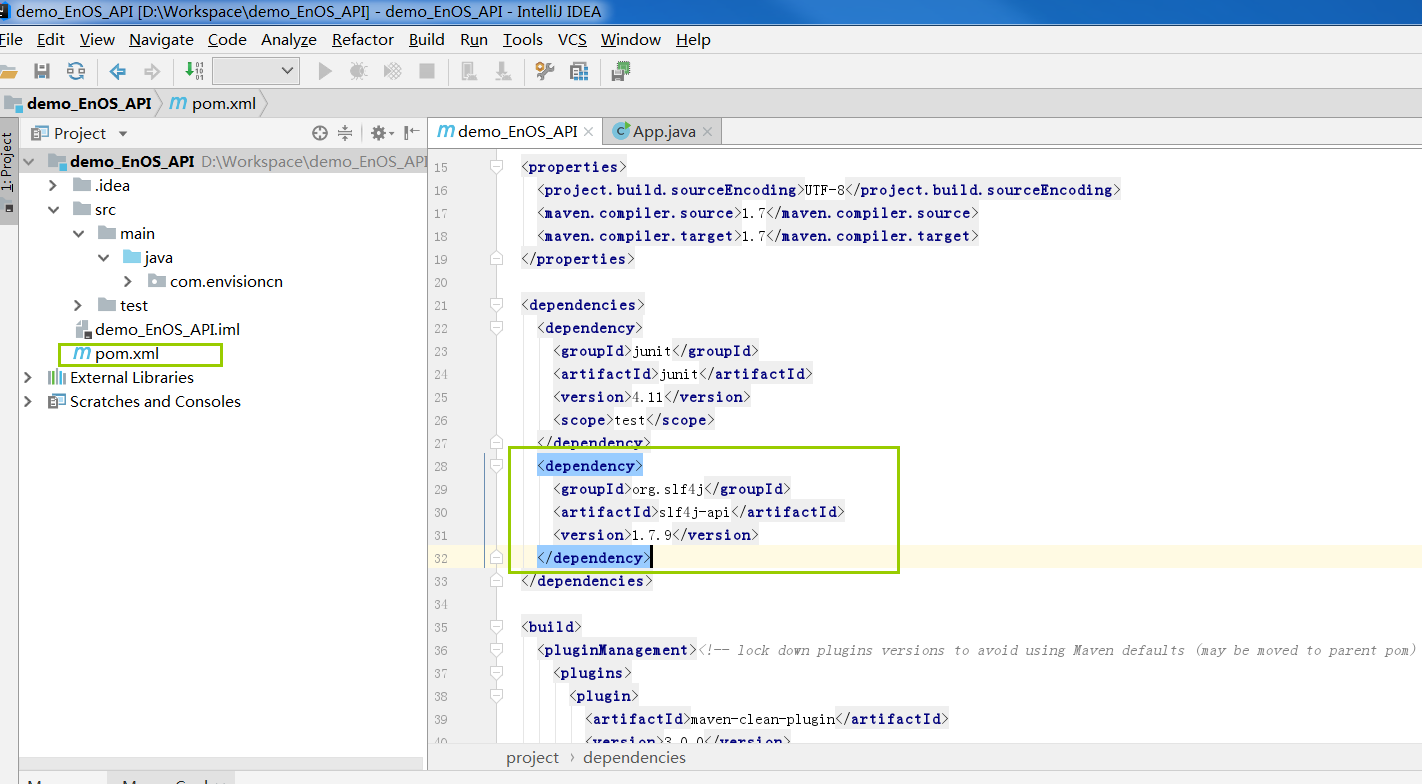 demo_EnOS_API [D:\Workspace\demo_EnOS_API] - demo_EnOS_API - IntelliJ IDEA
File Edit View Navigate Code Analyze Refactor Build Run Tools VCS Window Help
demo_EnOS_API pom.xml
1: Project
Project
demo_EnOS_API D:\Workspace\demo_EnOS_API
.idea
src
main
java
com.envisioncn
test
demo_EnOS_API.iml
pom.xml
External Libraries
Scratches and Consoles
demo_EnOS_API App.java
15 <properties>
16 <project.build.sourceEncoding>UTF-8</project.build.sourceEncoding>
17 <maven.compiler.source>1.7</maven.compiler.source>
18 <maven.compiler.target>1.7</maven.compiler.target>
19 </properties>
20
21 <dependencies>
22 <dependency>
23 <groupId>junit</groupId>
24 <artifactId>junit</artifactId>
25 <version>4.11</version>
26 <scope>test</scope>
27 </dependency>
28 <dependency>
29 <groupId>org.slf4j</groupId>
30 <artifactId>slf4j-api</artifactId>
31 <version>1.7.9</version>
32 </dependency>
33 </dependencies>
34
35 <build>
36 <pluginManagement><!-- lock down plugins versions to avoid using Maven defaults (may be moved to parent pom)
37 <plugins>
38 <plugin>
39 <artifactId>maven-clean-plugin</artifactId>
40 <version>3.0.0</version>
project › dependencies